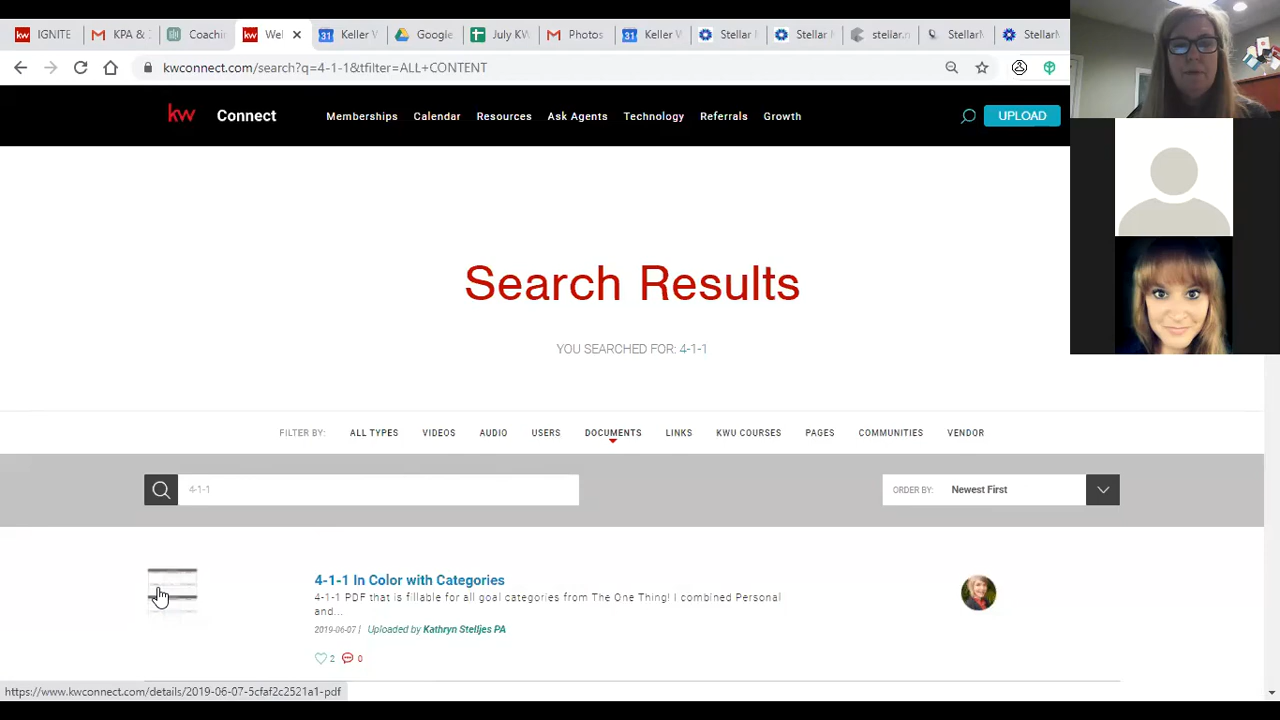 IGNITE
KPA &
Coachi
Wel
Keller
Google
July KW
Photos
Keller
Stellar
Stellar
stellar.n
StellarM
StellarM
kwconnect.com/search?q=4-1-1&tfilter=ALL+CONTENT
kw Connect Memberships Calendar Resources Ask Agents Technology Referrals Growth UPLOAD
Search Results
YOU SEARCHED FOR: 4-1-1
FILTER BY: ALL TYPES VIDEOS AUDIO USERS DOCUMENTS LINKS KWU COURSES PAGES COMMUNITIES VENDOR
4-1-1
ORDER BY: Newest First
4-1-1 In Color with Categories
4-1-1 PDF that is fillable for all goal categories from The One Thing! I combined Personal
and...
2019-06-07 | Uploaded by Kathryn Stelljes PA
2 0
https://www.kwconnect.com/details/2019-06-07-5cfaf2c2521a1-pdf